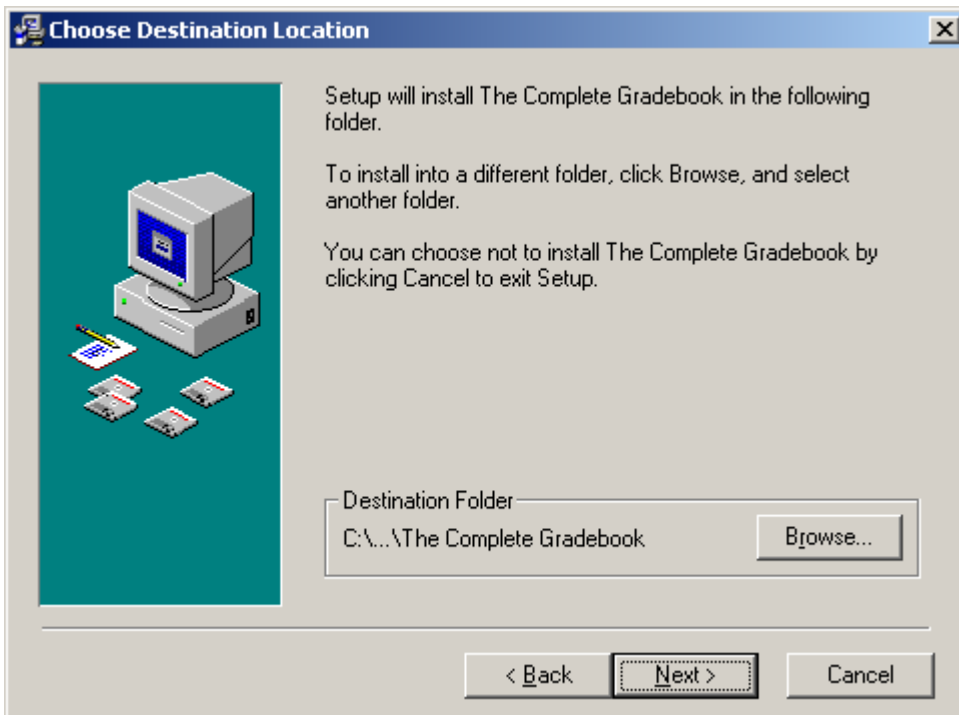 Choose Destination Location
Setup will install The Complete Gradebook in the following
folder.
To install into a different folder, click Browse, and select
another folder.
You can choose not to install The Complete Gradebook by
clicking Cancel to exit Setup.
Destination Folder
C:\...\The Complete Gradebook
Browse...
< Back
Next >
Cancel